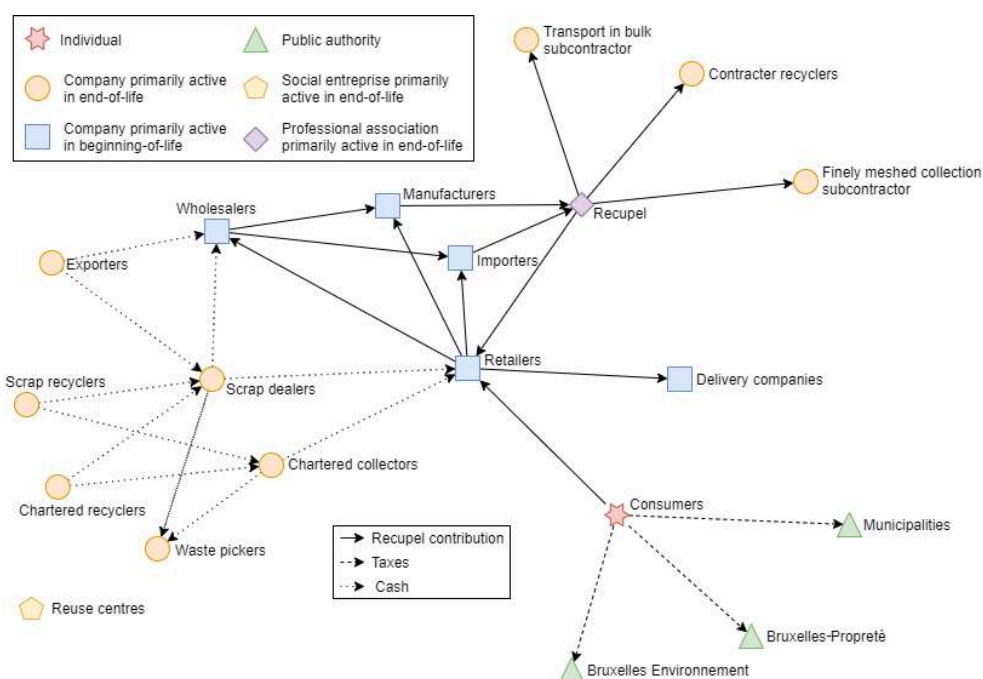 Individual
Public authority
Company primarily active
in end-of-life
Social entreprise primarily
active in end-of-life
Company primarily active
in beginning-of-life
Professional association
primarily active in end-of-life
Transport in bulk
subcontractor
Contracter recyclers
Finely meshed collection
subcontractor
Manufacturers
Wholesalers
Recupel
Exporters
Importers
Retailers
Scrap recyclers
Scrap dealers
Delivery companies
Chartered collectors
Chartered recyclers
Consumers
Municipalities
Waste pickers
Recupel contribution
Taxes
Cash
Reuse centres
Bruxelles-Propreté
Bruxelles Environnement